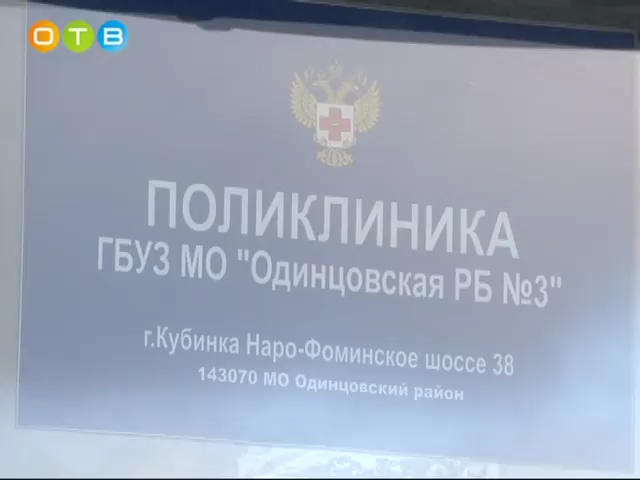 ОТВ
ПОЛИКЛИНИКА
ГБУЗ МО "Одинцовская РБ №3"
г.Кубинка Наро-Фоминское шоссе 38
143070 МО Одинцовский район